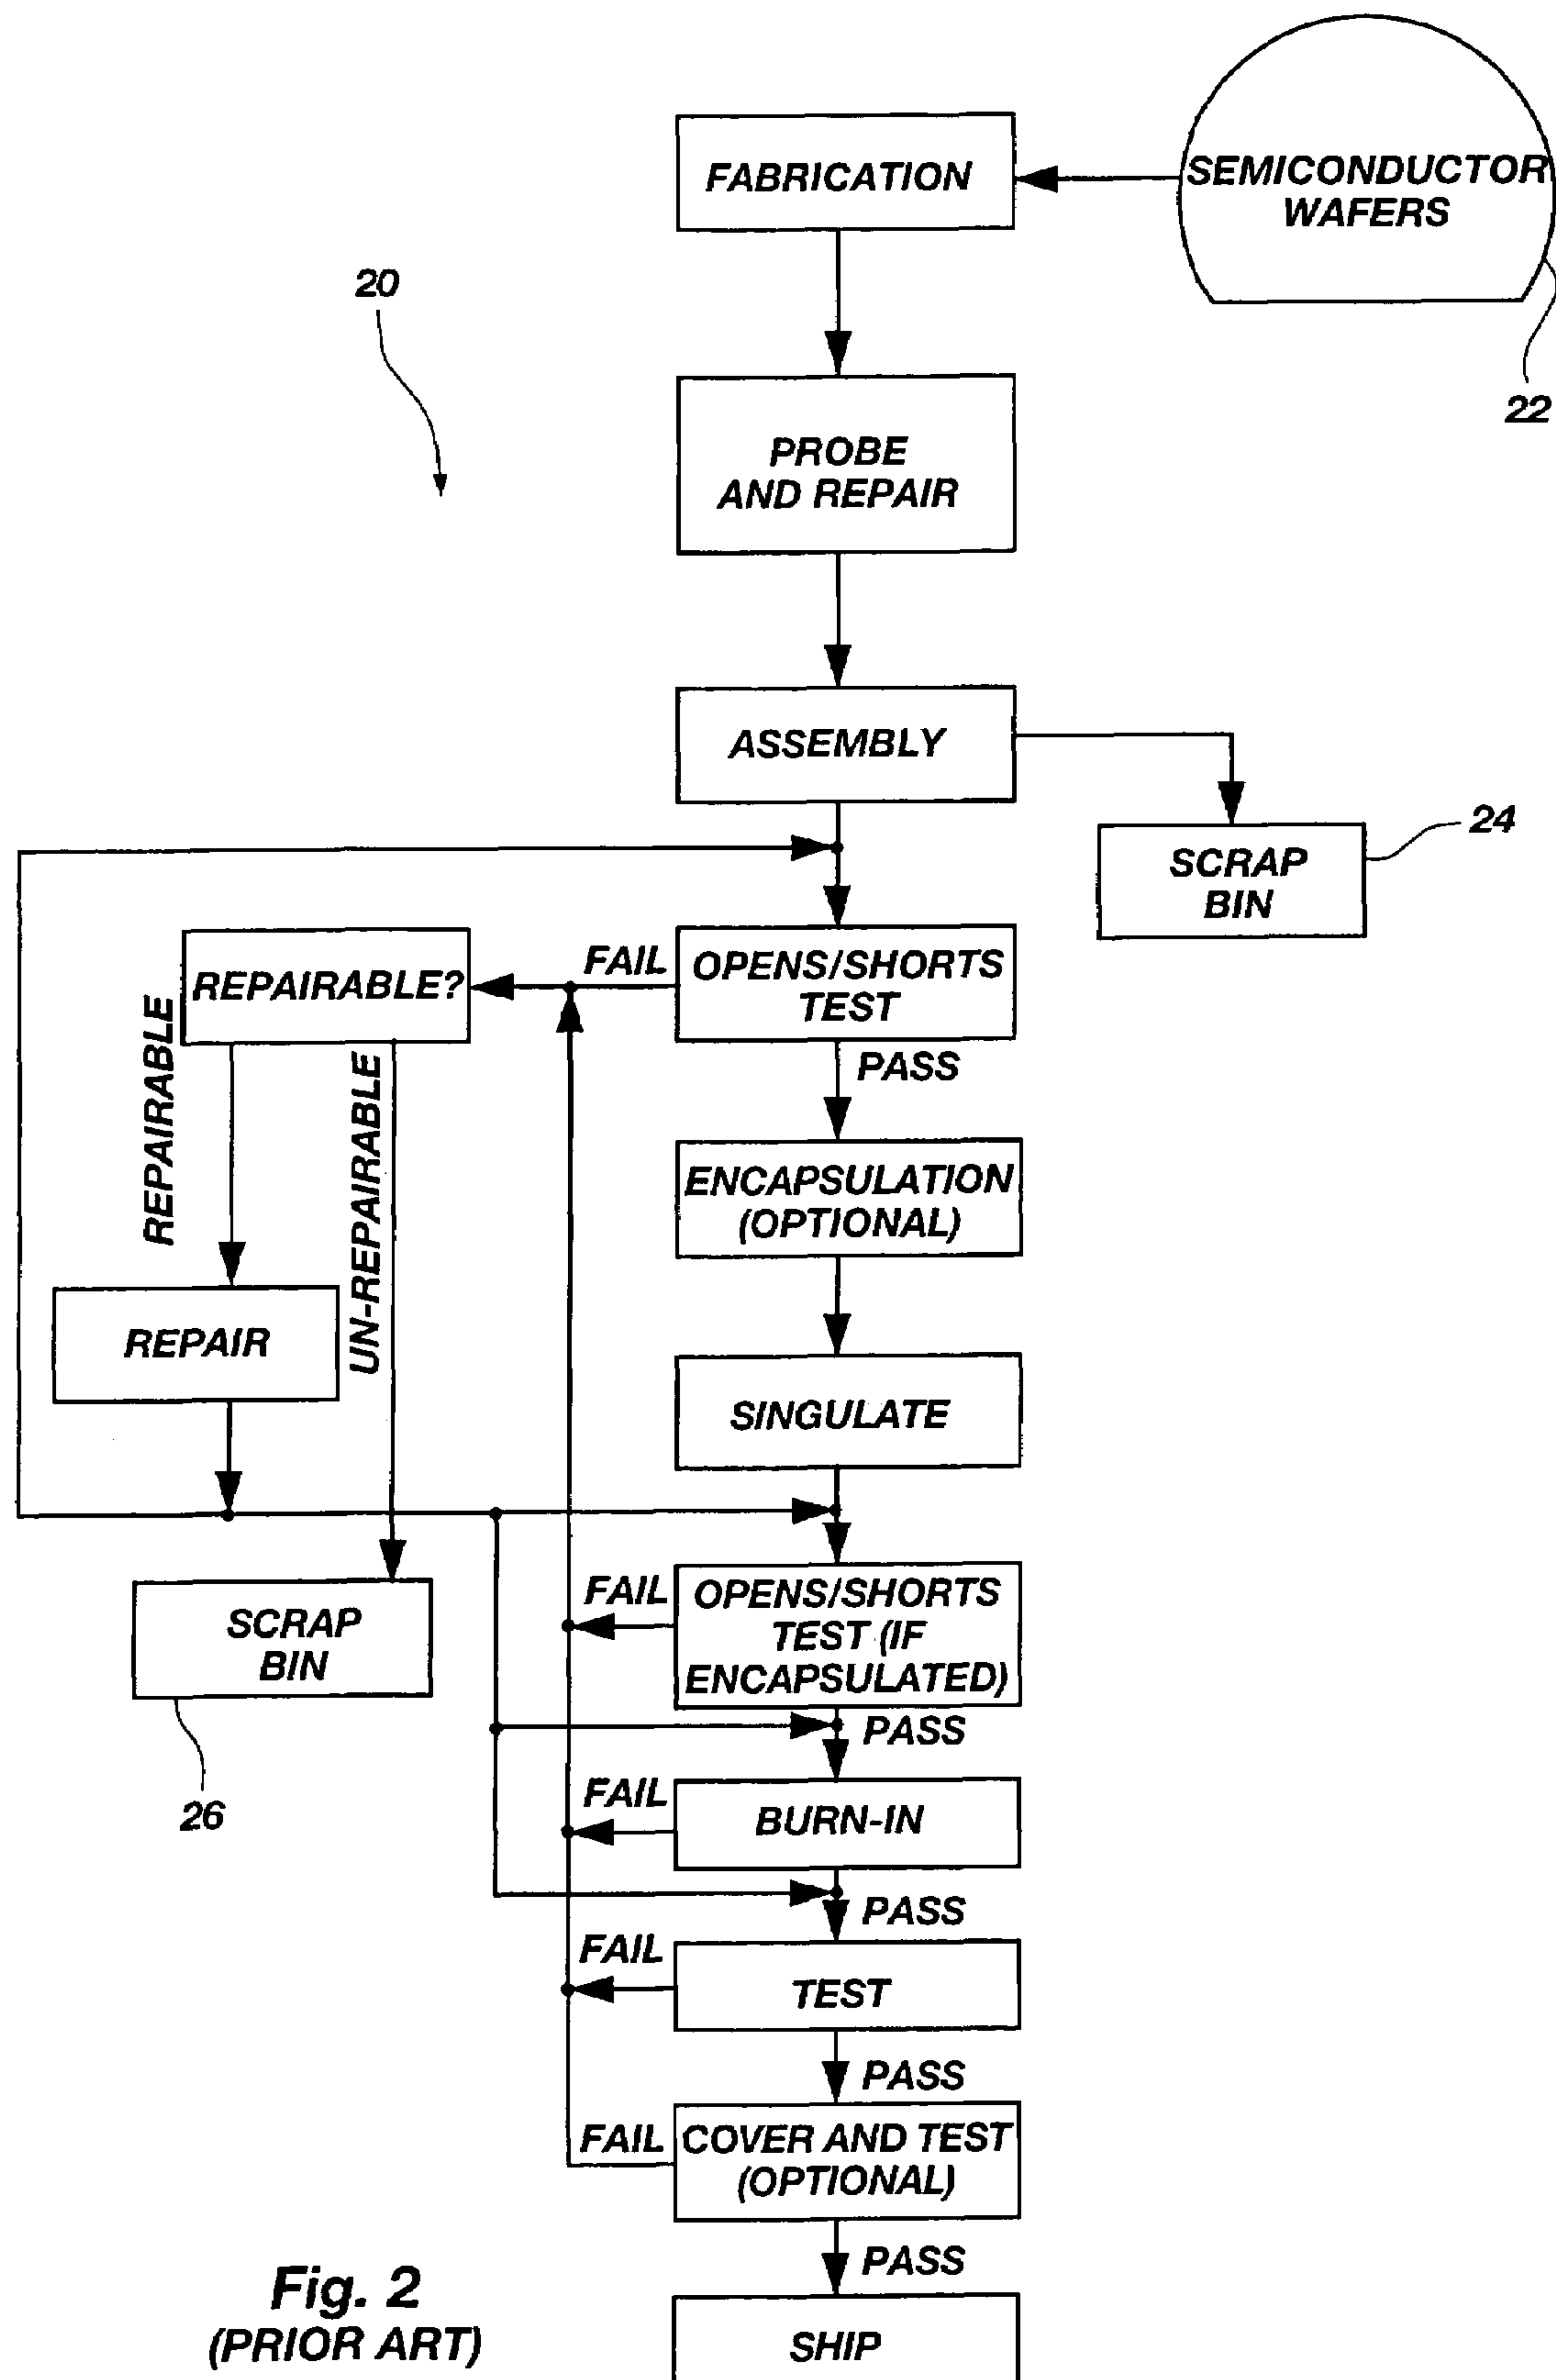 FABRICATION
SEMICONDUCTOR
WAFERS
20
22
PROBE
AND REPAIR
ASSEMBLY
24
SCRAP
BIN
FAIL
OPENS/SHORTS
TEST
REPAIRABLE?
PASS
REPAIRABLE
UN-REPAIRABLE
ENCAPSULATION
(OPTIONAL)
REPAIR
SINGULATE
SCRAP
BIN
26
FAIL
OPENS/SHORTS
TEST (IF
ENCAPSULATED)
PASS
FAIL
BURN-IN
PASS
FAIL
TEST
PASS
FAIL
COVER AND TEST
(OPTIONAL)
PASS
SHIP
Fig. 2
(PRIOR ART)